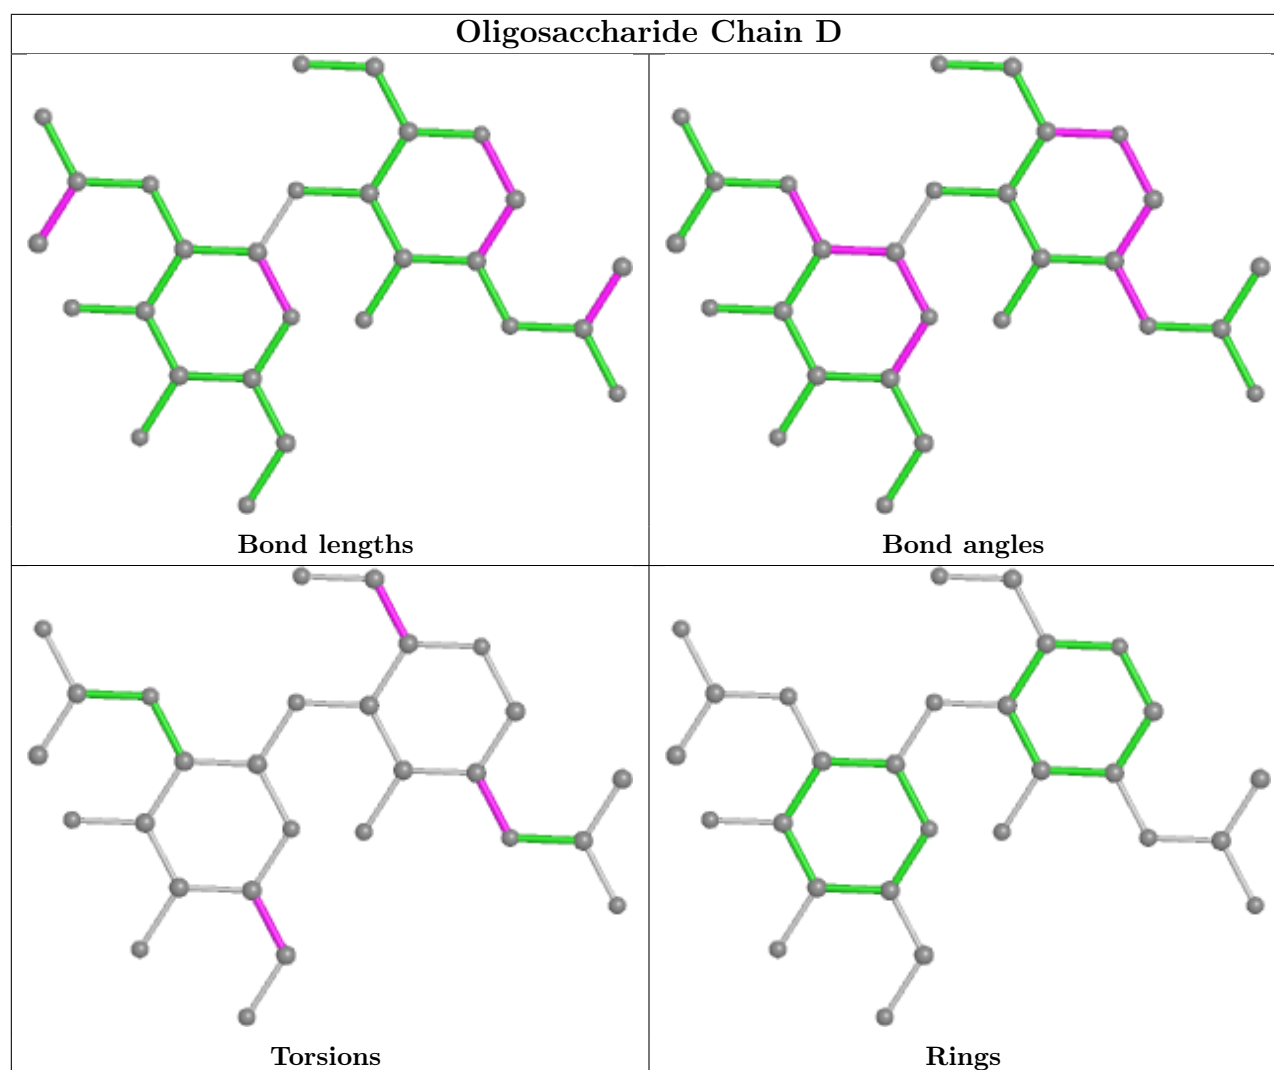 Oligosaccharide Chain D
Bond lengths
Bond angles
Torsions
Rings